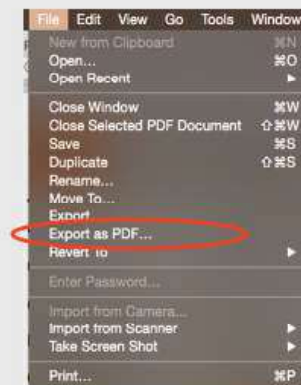 File Edit View Go Tools Window
New from Clipboard ⌘N
Open... ⌘O
Open Recent ▶
Close Window ⌘W
Close Selected PDF Document ⇧⌘W
Save ⌘S
Duplicate ⇧⌘S
Rename...
Move To...
Export...
Export as PDF...
Revert To ▶
Enter Password...
Import from Camera...
Import from Scanner ▶
Take Screen Shot ▶
Print... ⌘P